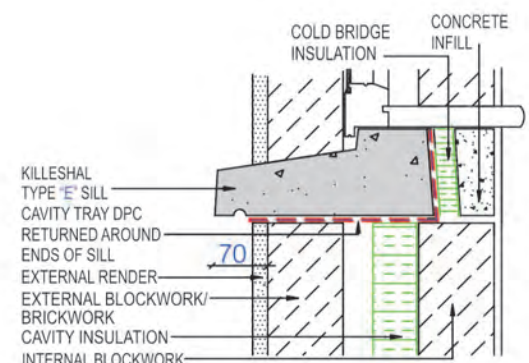 COLD BRIDGE
INSULATION
CONCRETE
INFILL
KILLESHAL
TYPE "E" SILL
CAVITY TRAY DPC
RETURNED AROUND
ENDS OF SILL
70
EXTERNAL RENDER
EXTERNAL BLOCKWORK/
BRICKWORK
CAVITY INSULATION
INTERNAL BLOCKWORK